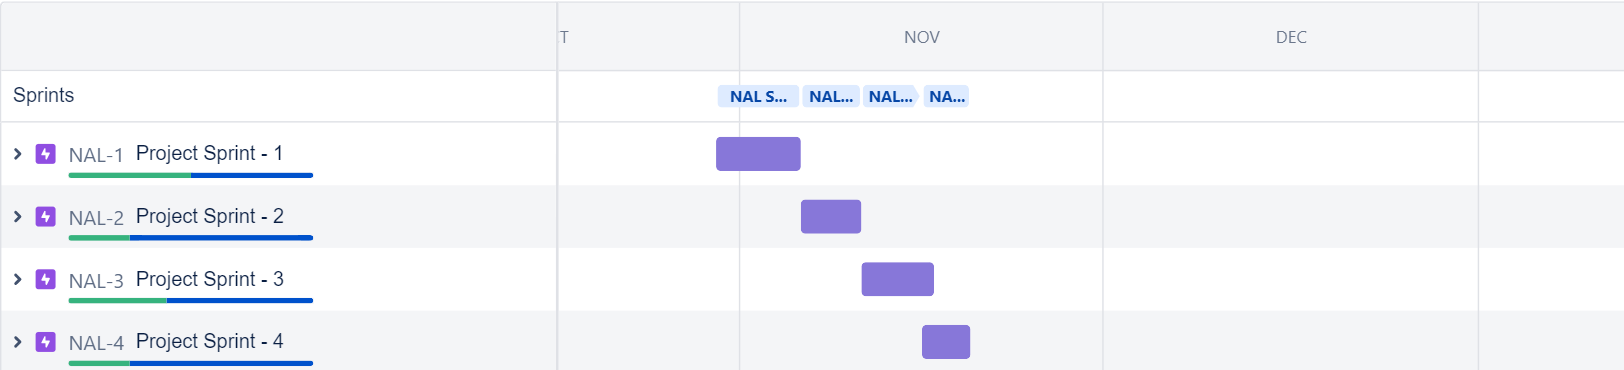 T NOV DEC
Sprints NAL S... NAL... NAL... NA...
NAL-1 Project Sprint - 1
NAL-2 Project Sprint - 2
NAL-3 Project Sprint - 3
NAL-4 Project Sprint - 4